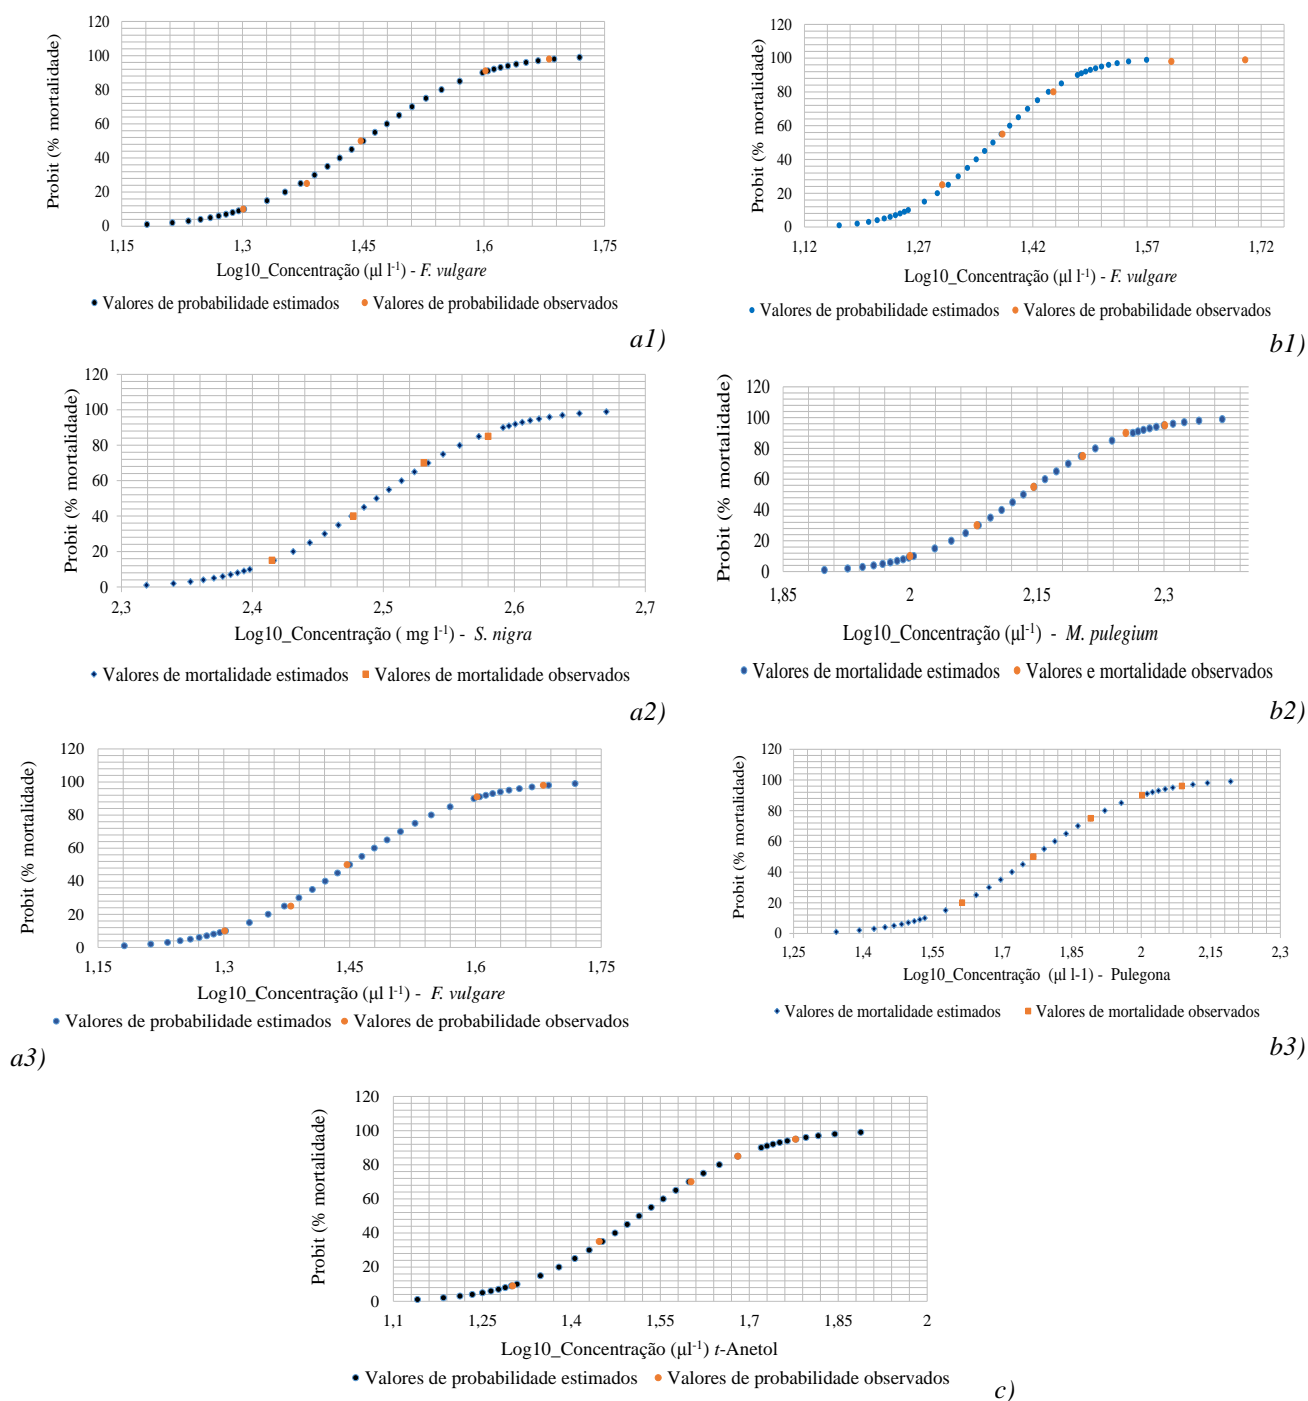 Probit (% mortalidade)
120
100
80
60
40
20
0
1,15 1,3 1,45 1,6 1,75
Log10_Concentração (µl l-1) - F. vulgare
Valores de probabilidade estimados Valores de probabilidade observados
a1)
Probit (% mortalidade)
120
100
80
60
40
20
0
1,12 1,27 1,42 1,57 1,72
Log10_Concentração (µl l-1) - F. vulgare
Valores de probabilidade estimados Valores de probabilidade observados
b1)
Probit (% mortalidade)
120
100
80
60
40
20
0
2,3 2,4 2,5 2,6 2,7
Log10_Concentração ( mg l-1) - S. nigra
Valores de mortalidade estimados Valores de mortalidade observados
a2)
Probit (% mortalidade)
120
100
80
60
40
20
0
1,85 2 2,15 2,3
Log10_Concentração (µl-1) - M. pulegium
Valores de mortalidade estimados Valores e mortalidade observados
b2)
Probit (% mortalidade)
120
100
80
60
40
20
0
1,15 1,3 1,45 1,6 1,75
Log10_Concentração (µl l-1) - F. vulgare
Valores de probabilidade estimados Valores de probabilidade observados
a3)
Probit (% mortalidade)
120
100
80
60
40
20
0
1,25 1,4 1,55 1,7 1,85 2 2,15 2,3
Log10_Concentração (µl l-1) - Pulegona
Valores de mortalidade estimados Valores de mortalidade observados
b3)
Probit (% mortalidade)
120
100
80
60
40
20
0
1,1 1,25 1,4 1,55 1,7 1,85 2
Log10_Concentração (µl-1) t-Anetol
Valores de probabilidade estimados Valores de probabilidade observados
c)